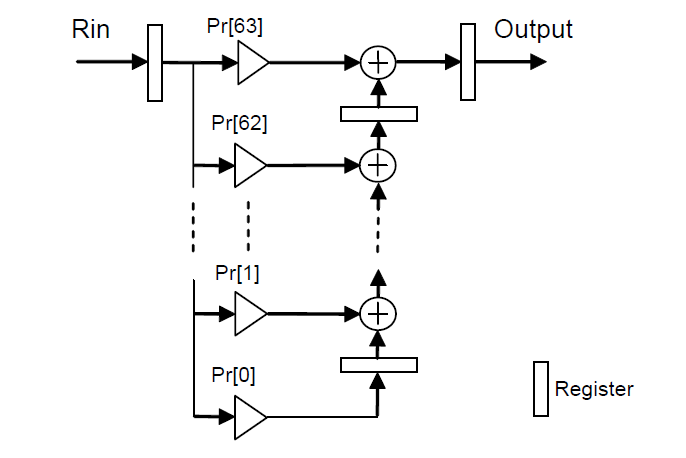 Rin
Pr[63]
Output
Pr[62]
Pr[1]
Pr[0]
Register